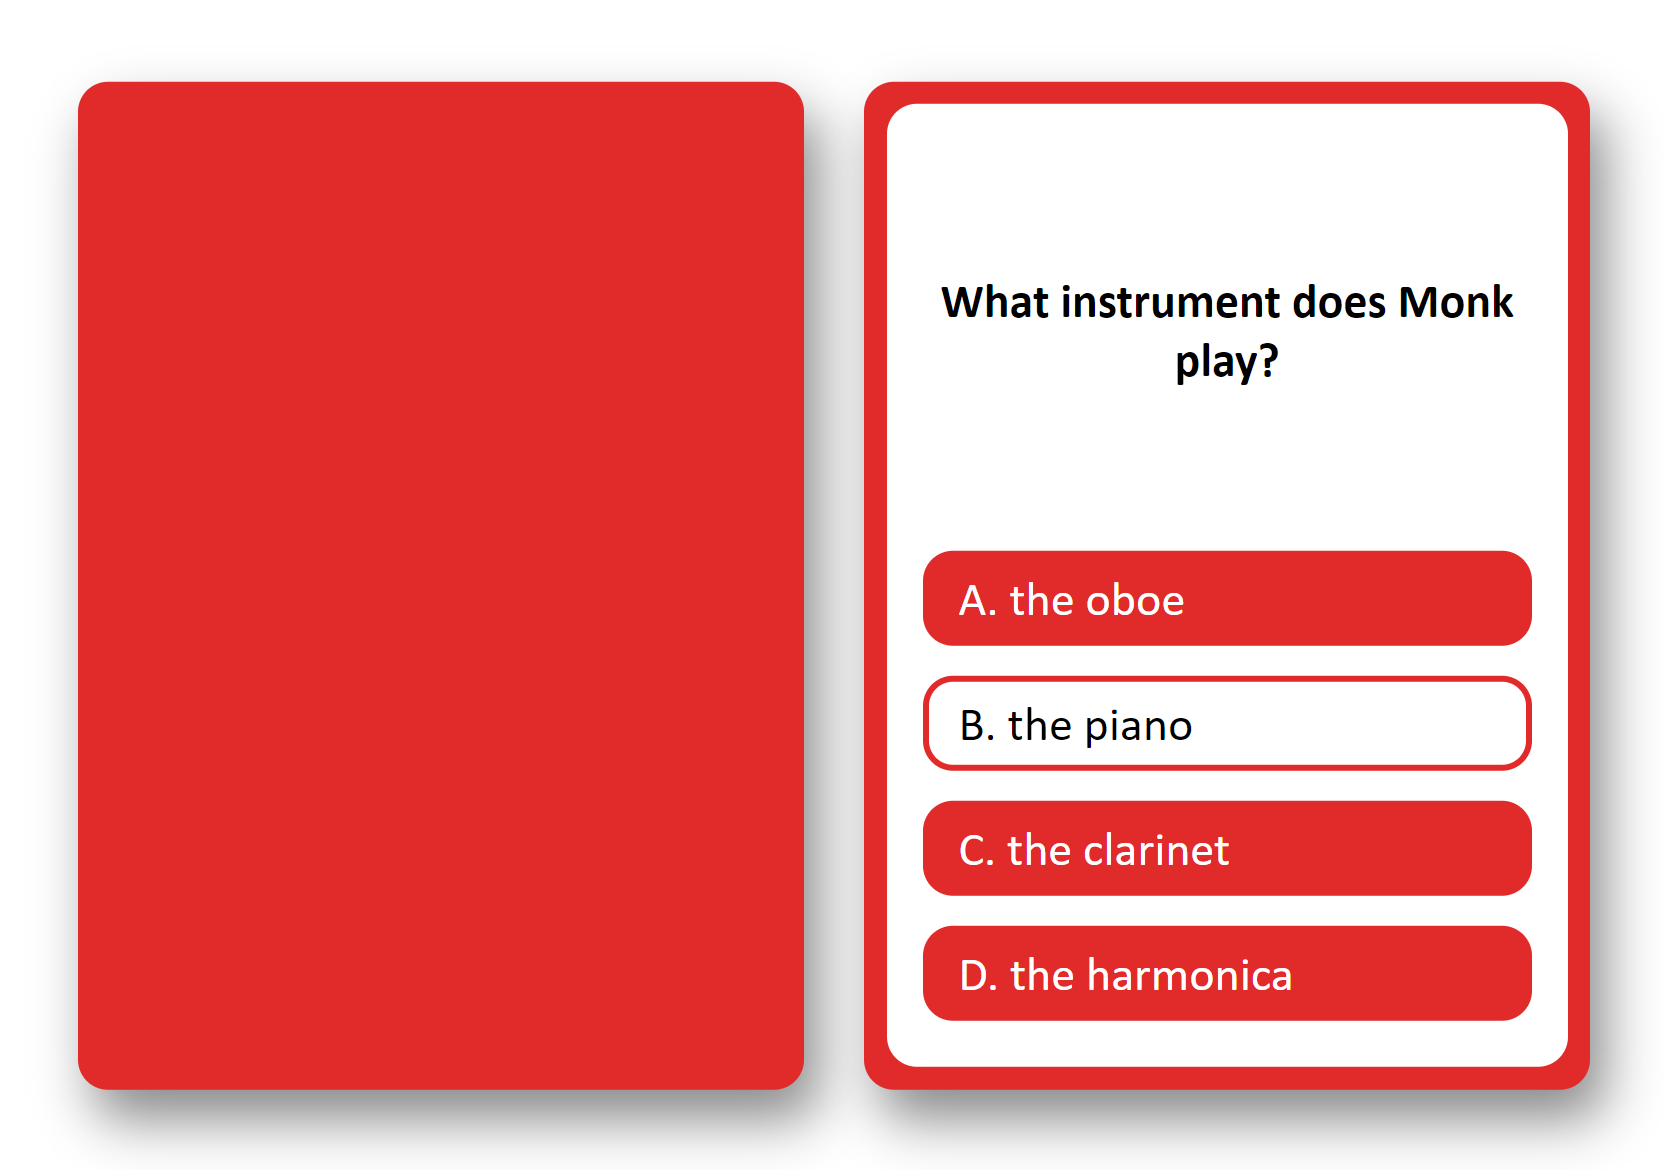 What instrument does Monk
play?
A. the oboe
B. the piano
C. the clarinet
D. the harmonica